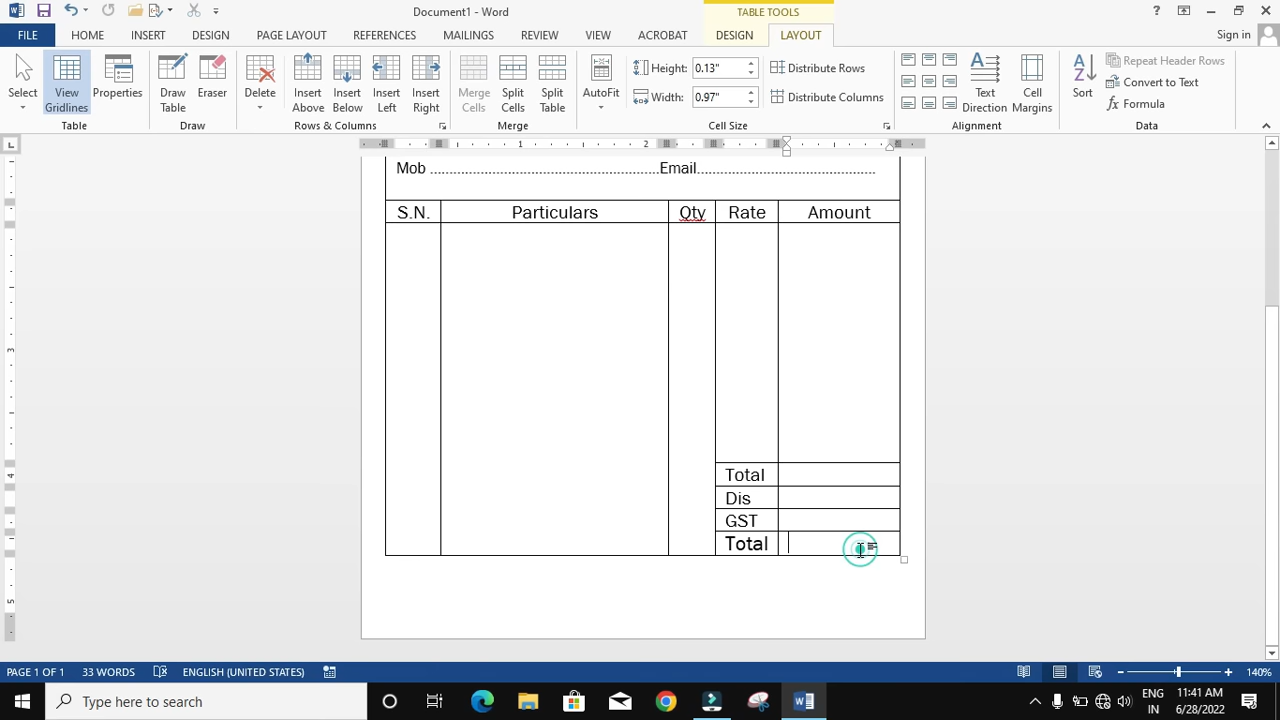 Document1 - Word
TABLE TOOLS
?
FILE HOME INSERT DESIGN PAGE LAYOUT REFERENCES MAILINGS REVIEW VIEW ACROBAT DESIGN LAYOUT Sign in
Select
View Gridlines
Properties
Draw Table
Eraser
Delete
Insert Above
Insert Below
Insert Left
Insert Right
Merge Cells
Split Cells
Split Table
AutoFit
Height: 0.13"
Width: 0.97"
Distribute Rows
Distribute Columns
Text Direction
Cell Margins
Sort
Repeat Header Rows
Convert to Text
Formula
Table Draw Rows & Columns Merge Cell Size Alignment Data
1 2
Mob ......................................................Email..........................................
S.N. Particulars Qty Rate Amount
3
4
5
Total
Dis
GST
Total
PAGE 1 OF 1 33 WORDS ENGLISH (UNITED STATES) 140%
Type here to search
ENG
IN
11:41 AM
6/28/2022